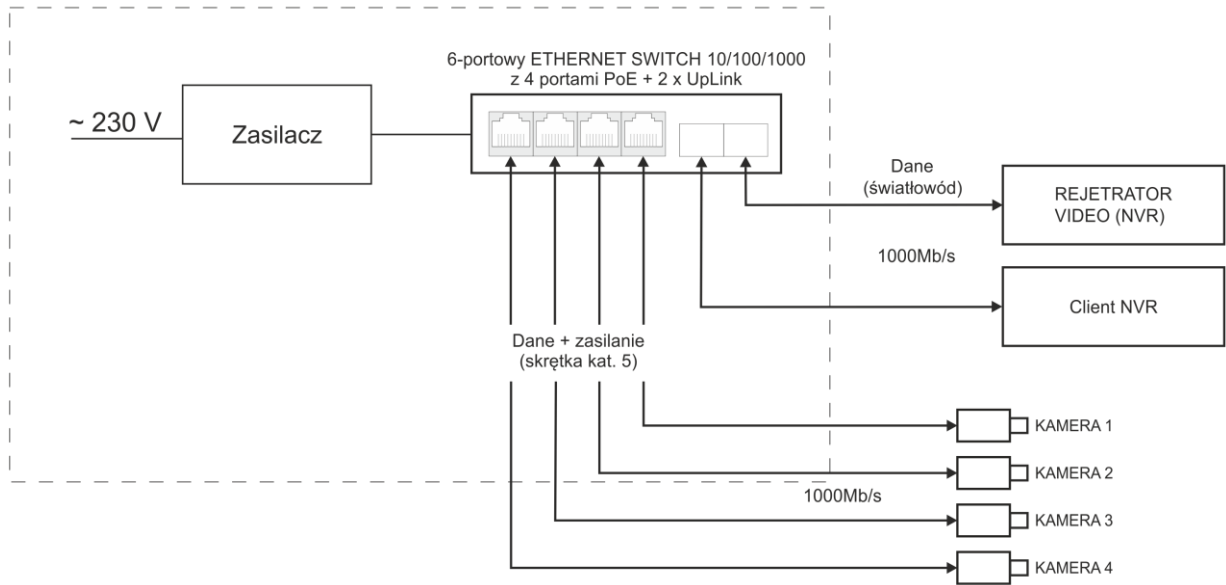 6-portowy ETHERNET SWITCH 10/100/1000
z 4 portami PoE + 2 x UpLink
~ 230 V
Zasilacz
Dane
(światłowód)
REJETRATOR
VIDEO (NVR)
1000Mb/s
Client NVR
Dane + zasilanie
(skrętka kat. 5)
KAMERA 1
KAMERA 2
1000Mb/s
KAMERA 3
KAMERA 4